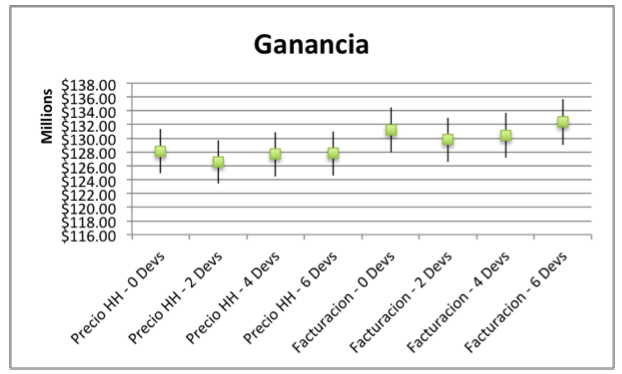 Ganancia
Millions
$138.00
$136.00
$134.00
$132.00
$130.00
$128.00
$126.00
$124.00
$122.00
$120.00
$118.00
$116.00
Precio HH - 0 Devs
Precio HH - 2 Devs
Precio HH - 4 Devs
Precio HH - 6 Devs
Facturacion - 0 Devs
Facturacion - 2 Devs
Facturacion - 4 Devs
Facturacion - 6 Devs